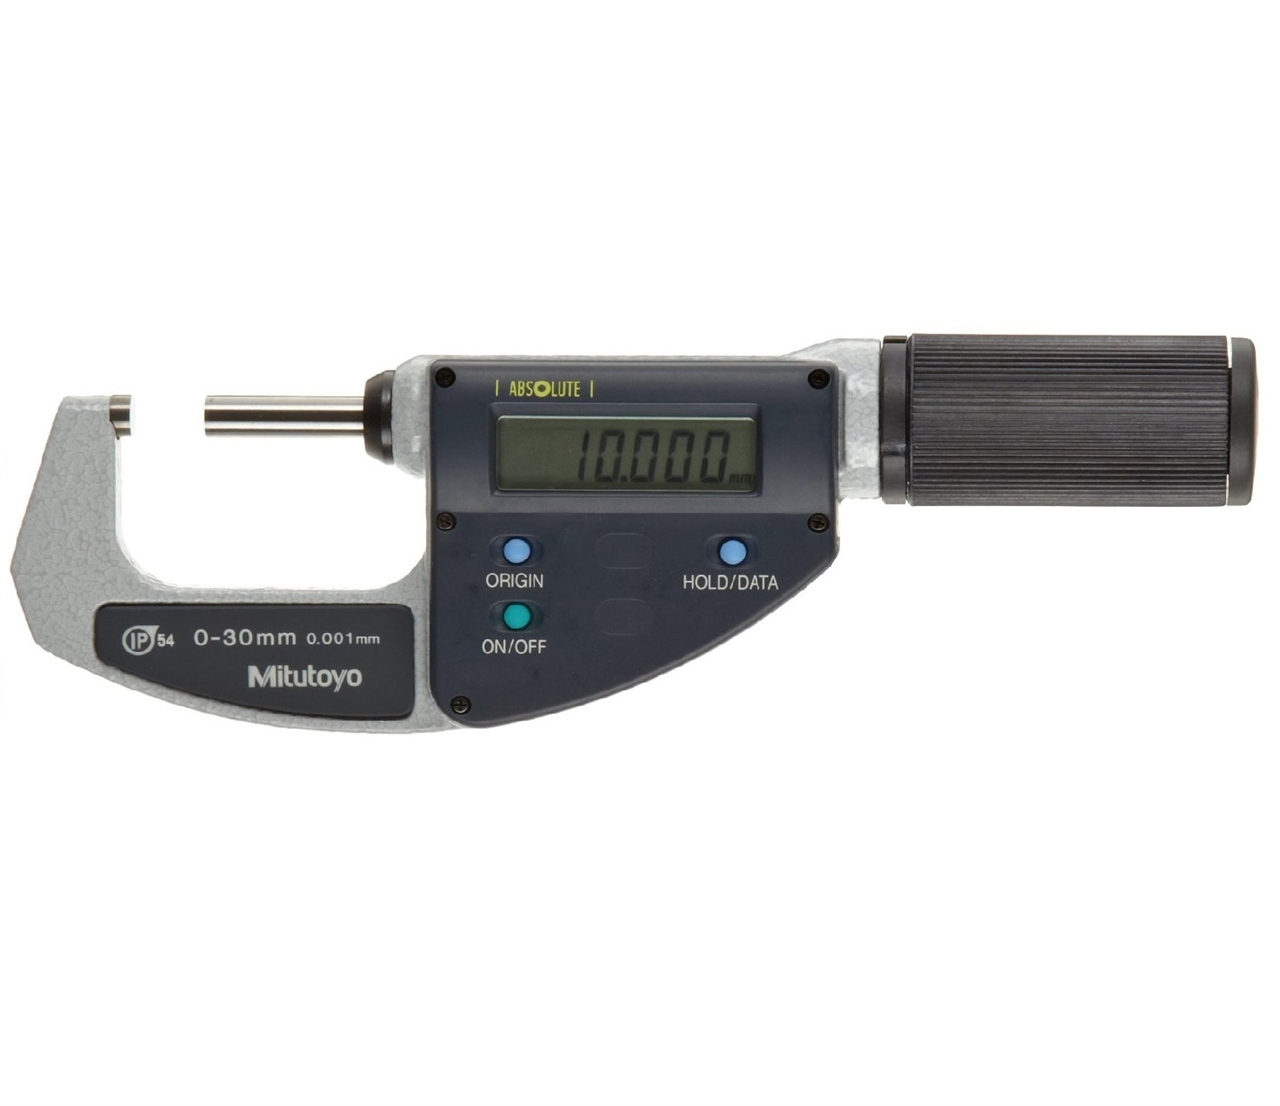 | ABSOLUTE |
10.000 mm
ORIGIN
HOLD/DATA
ON/OFF
IP54 0-30mm 0.001mm
Mitutoyo